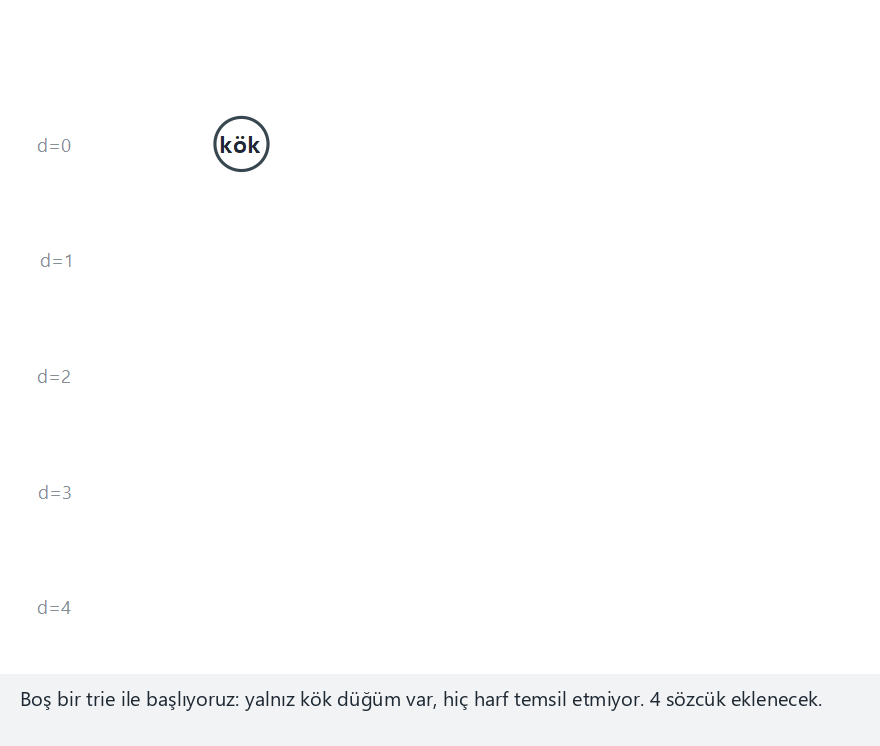 d=0
kök
d=1
d=2
d=3
d=4
Boş bir trie ile başlıyoruz: yalnız kök düğüm var, hiç harf temsil etmiyor. 4 sözcük eklenecek.